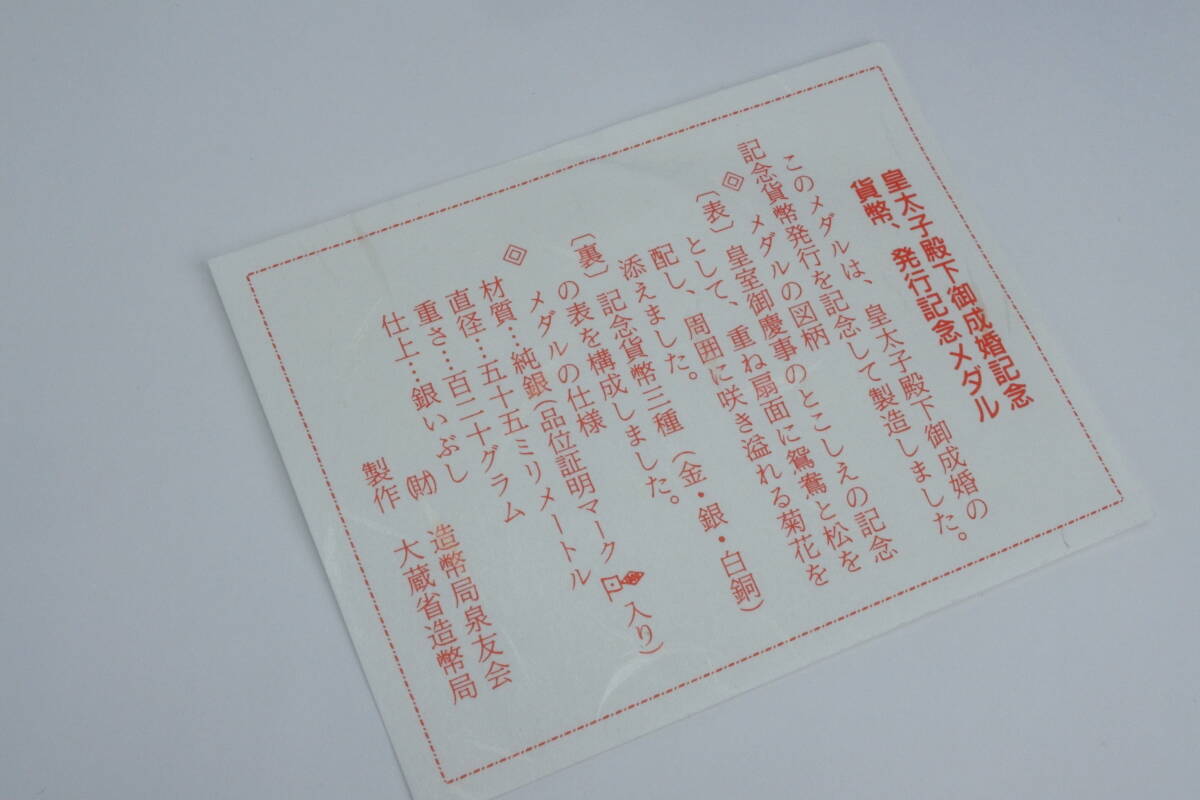 皇太子殿下御成婚記念
貨幣、発行記念メダル
このメダルは、皇太子殿下御成婚の
記念貨幣発行を記念して製造しました。
◇ メダルの図柄
〔表〕皇室御慶事のとこしえの記念
として、重ね扇面に鴛鴦と松を
配し、周囲に咲き溢れる菊花を
添えました。
〔裏〕記念貨幣三種（金・銀・白銅）
の表を構成しました。
◇ メダルの仕様
材質…純銀（品位証明マーク入り）
直径…五十五ミリメートル
重さ…百二十グラム
仕上…銀いぶし
㈶ 造幣局泉友会
製作 大蔵省造幣局